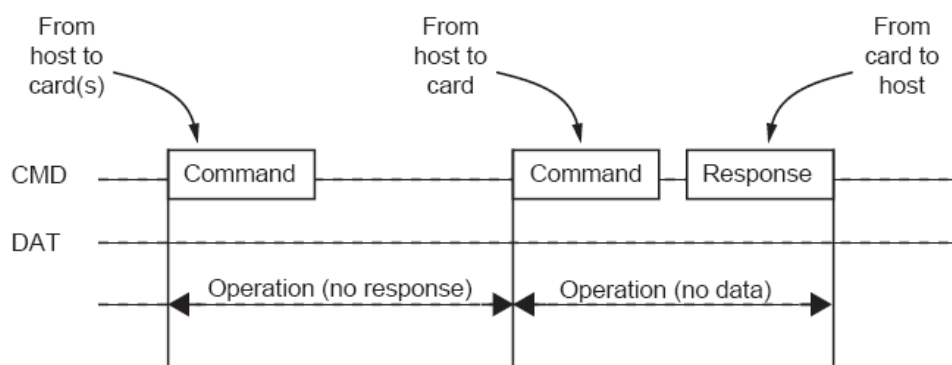 From
host to
card(s)
From
host to
card
From
card to
host
CMD
Command
Command
Response
DAT
Operation (no response)
Operation (no data)